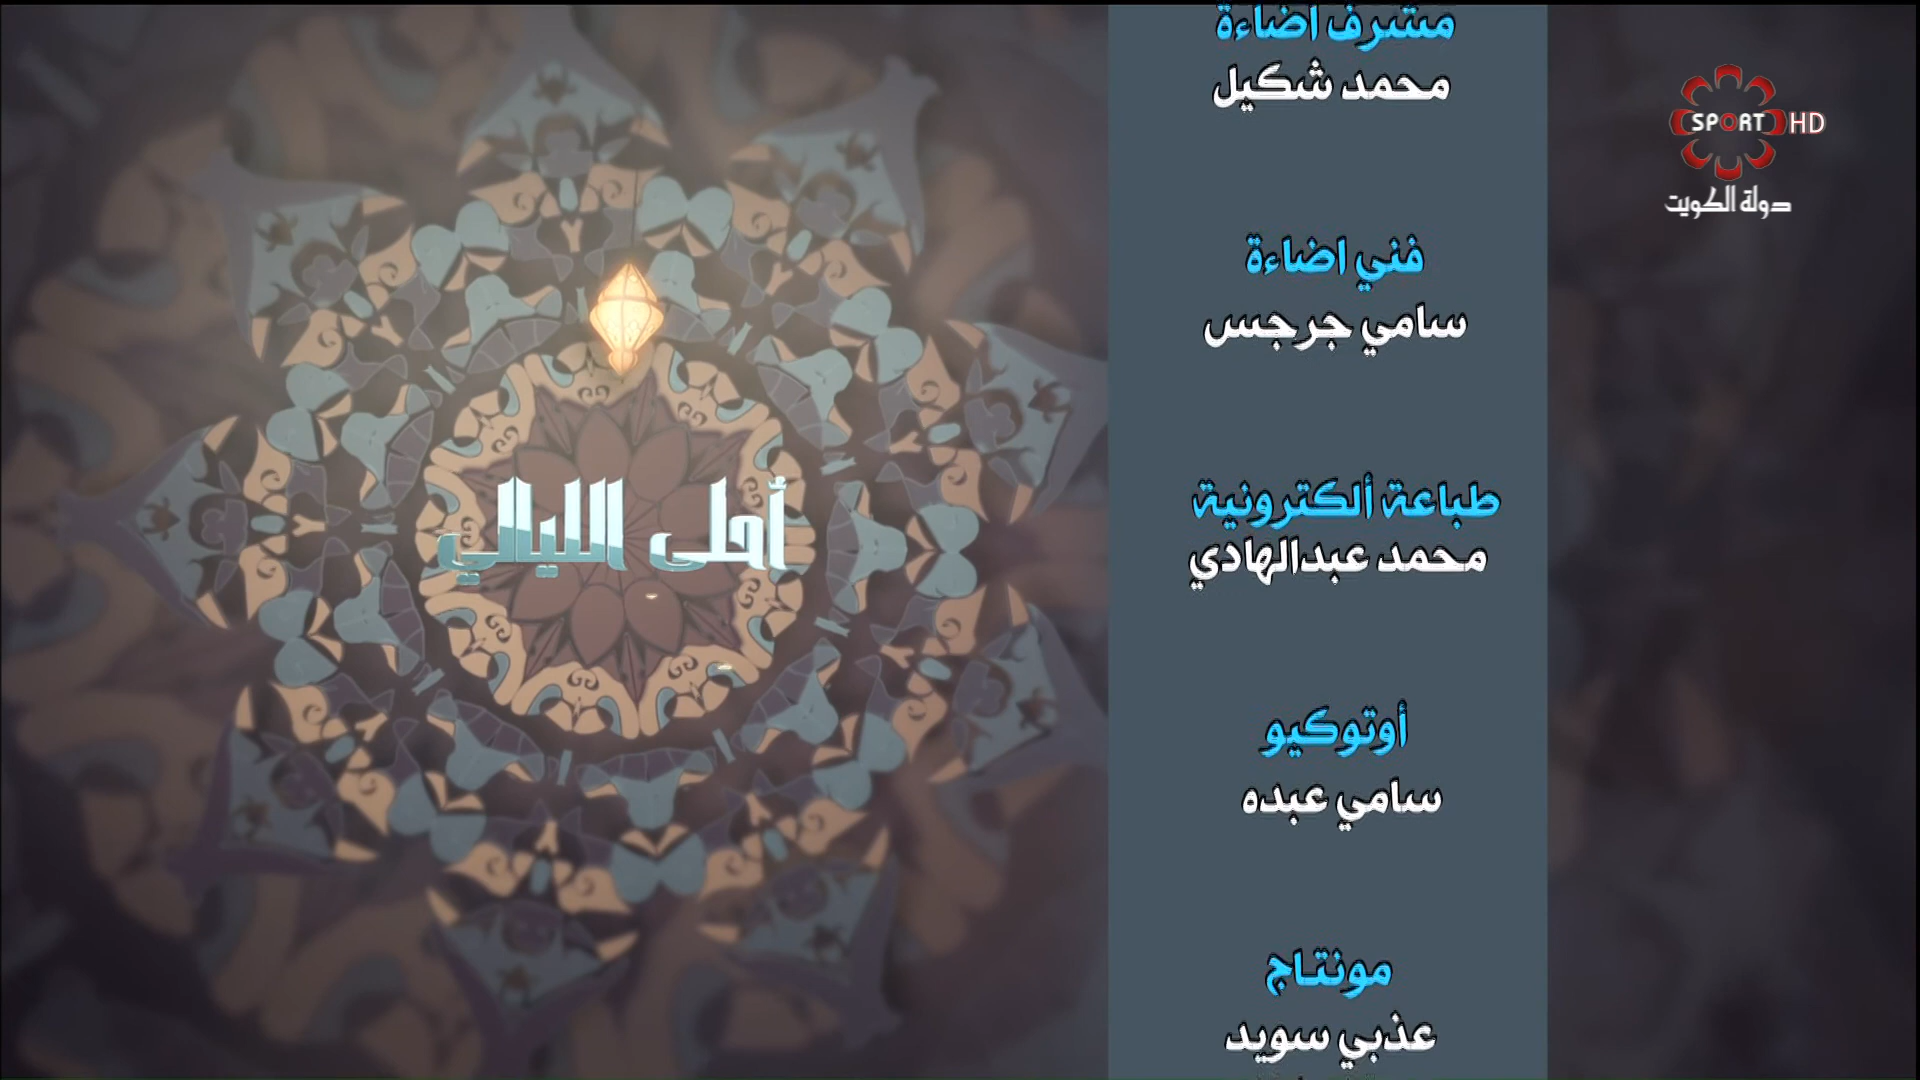 مشرف اضاءة
محمد شكيل
فني اضاءة
سامي جرجس
طباعة ألكترونية
محمد عبدالهادي
أوتوكيو
سامي عبده
مونتاج
عذبي سويد
أحلى الليالي
SPORT HD
دولة الكويت